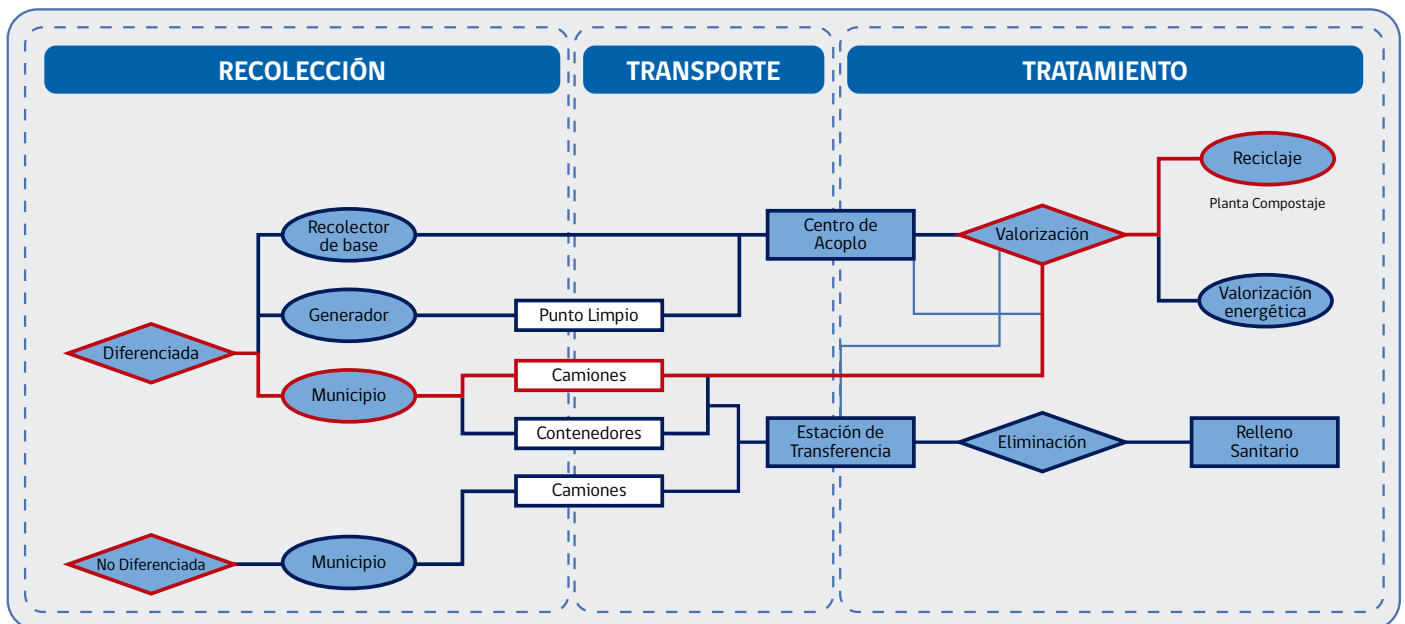 RECOLECCIÓN
TRANSPORTE
TRATAMIENTO
Reciclaje
Planta Compostaje
Recolector
de base
Centro de
Acoplo
Valorización
Generador
Punto Limpio
Valorización
energética
Diferenciada
Municipio
Camiones
Contenedores
Estación de
Transferencia
Eliminación
Relleno
Sanitario
Camiones
No Diferenciada
Municipio